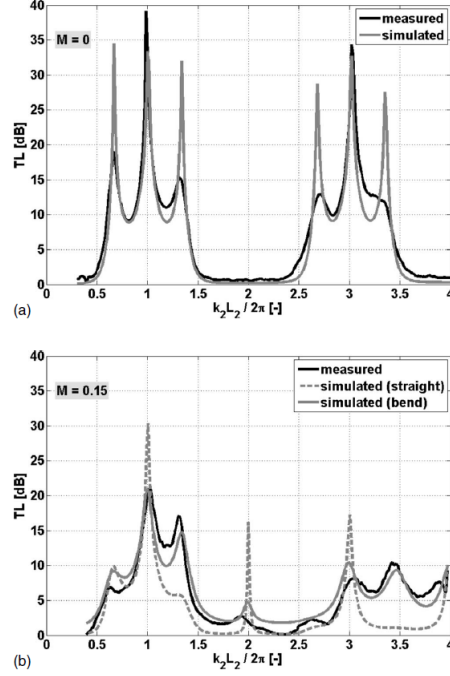 40
35
30
25
20
15
10
5
0
TL [dB]
M = 0
measured
simulated
0 0.5 1 1.5 2 2.5 3 3.5 4
k₂L₂ / 2π [-]
(a)
40
35
30
25
20
15
10
5
0
TL [dB]
M = 0.15
measured
simulated (straight)
simulated (bend)
0 0.5 1 1.5 2 2.5 3 3.5 4
k₂L₂ / 2π [-]
(b)